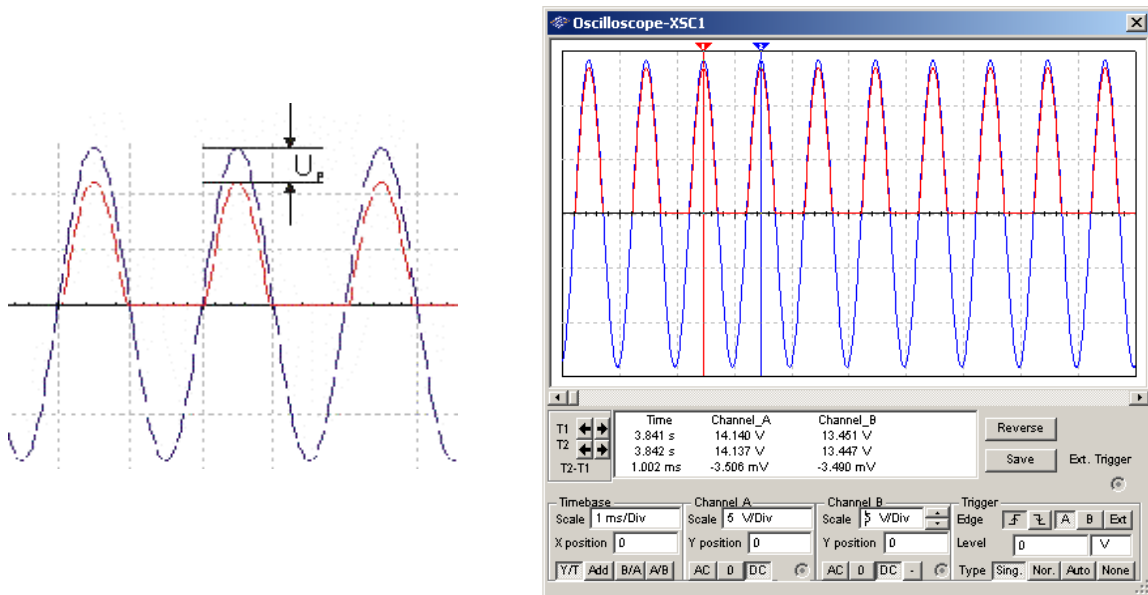 Uₚ
Oscilloscope-XSC1
1 2
T1
T2
T2-T1
Time Channel_A Channel_B
3.841 s 14.140 V 13.451 V
3.842 s 14.137 V 13.447 V
1.002 ms -3.506 mV -3.490 mV
Reverse
Save
Ext. Trigger
Timebase
Scale 1 ms/Div
X position 0
Y/T Add B/A A/B
Channel A
Scale 5 V/Div
Y position 0
AC 0 DC
Channel B
Scale 5 V/Div
Y position 0
AC 0 DC -
Trigger
Edge A B Ext
Level 0 V
Type Sing. Nor. Auto None